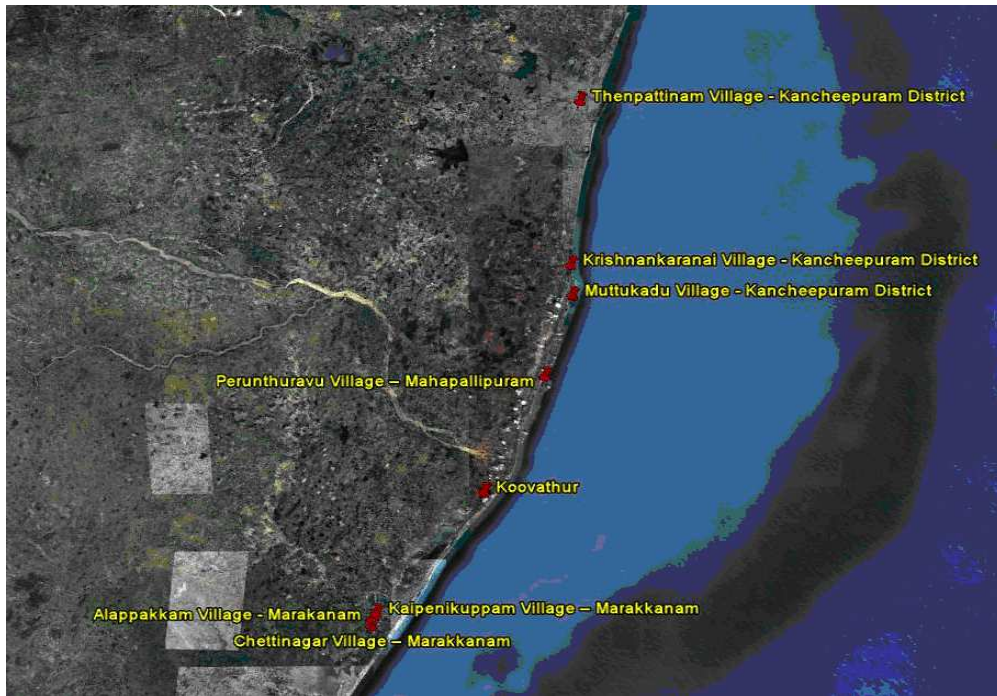 Thenpattinam Village - Kancheepuram District
Krishnankaranai Village - Kancheepuram District
Muttukadu Village - Kancheepuram District
Perunthuravu Village – Mahapallipuram
Koovathur
Kaipenikuppam Village – Marakkanam
Alappakkam Village - Marakanam
Chettinagar Village – Marakkanam